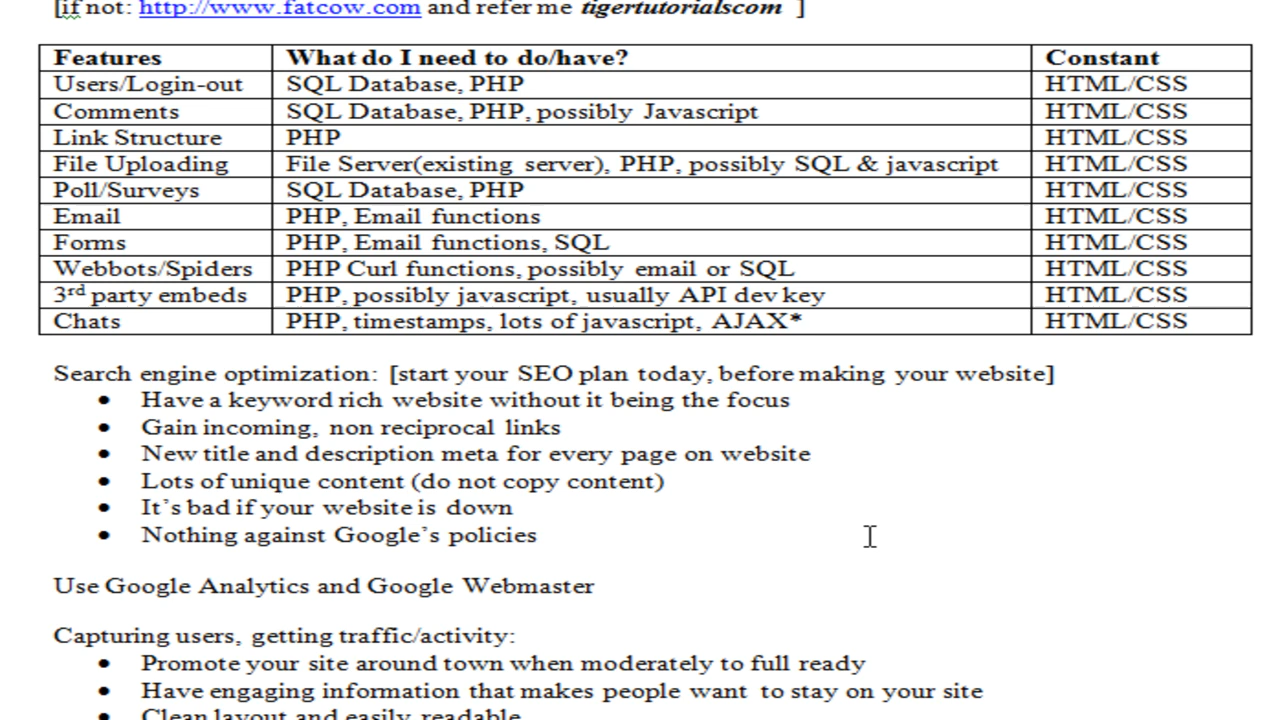 [if not: http://www.fatcow.com and refer me tigertutorialscom ]
Features What do I need to do/have? Constant
Users/Login-out SQL Database, PHP HTML/CSS
Comments SQL Database, PHP, possibly Javascript HTML/CSS
Link Structure PHP HTML/CSS
File Uploading File Server(existing server), PHP, possibly SQL & javascript HTML/CSS
Poll/Surveys SQL Database, PHP HTML/CSS
Email PHP, Email functions HTML/CSS
Forms PHP, Email functions, SQL HTML/CSS
Webbots/Spiders PHP Curl functions, possibly email or SQL HTML/CSS
3rd party embeds PHP, possibly javascript, usually API dev key HTML/CSS
Chats PHP, timestamps, lots of javascript, AJAX* HTML/CSS
Search engine optimization: [start your SEO plan today, before making your website]
• Have a keyword rich website without it being the focus
• Gain incoming, non reciprocal links
• New title and description meta for every page on website
• Lots of unique content (do not copy content)
• It’s bad if your website is down
• Nothing against Google’s policies
Use Google Analytics and Google Webmaster
Capturing users, getting traffic/activity:
• Promote your site around town when moderately to full ready
• Have engaging information that makes people want to stay on your site
• Clean layout and easily readable